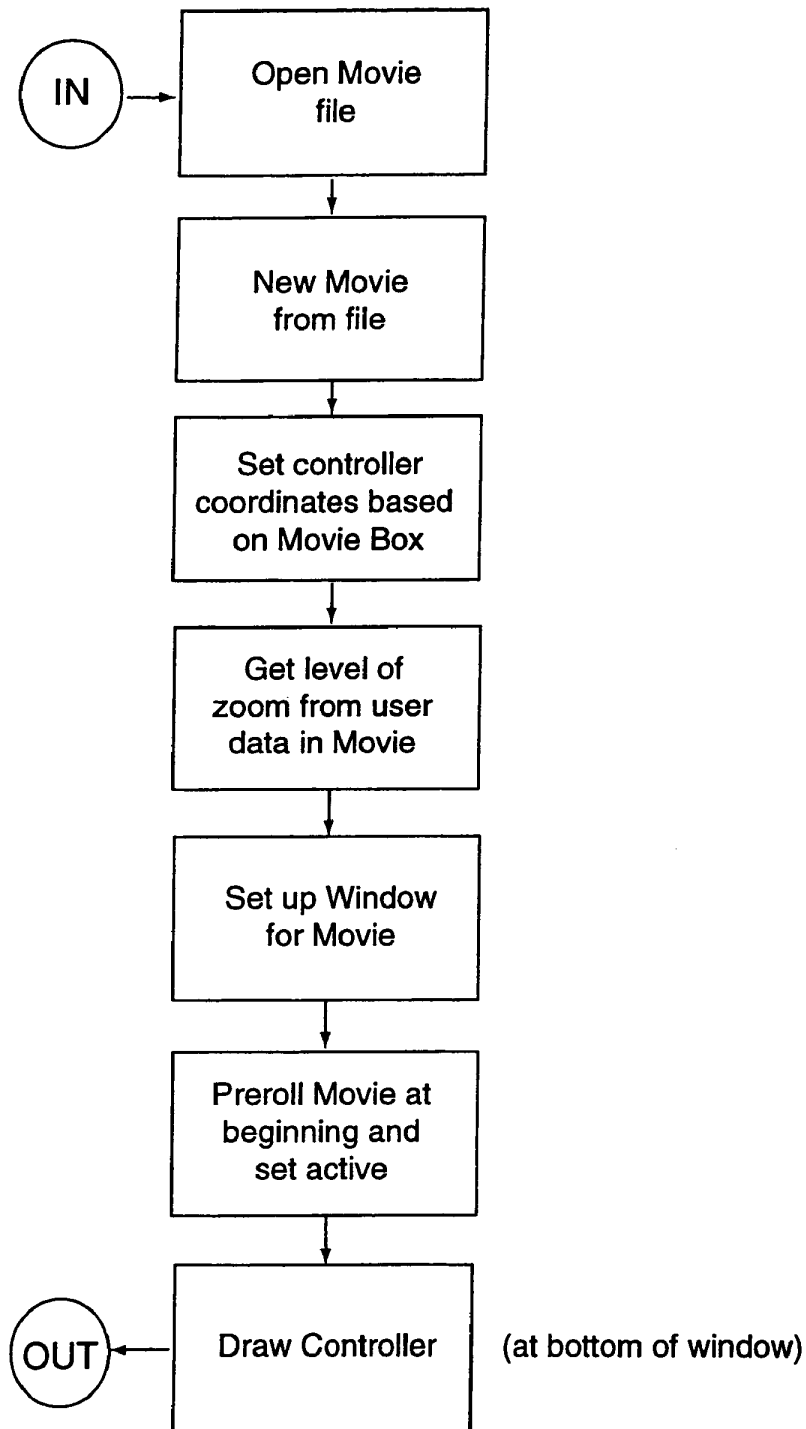 IN
Open Movie
file
New Movie
from file
Set controller
coordinates based
on Movie Box
Get level of
zoom from user
data in Movie
Set up Window
for Movie
Preroll Movie at
beginning and
set active
OUT
Draw Controller
(at bottom of window)